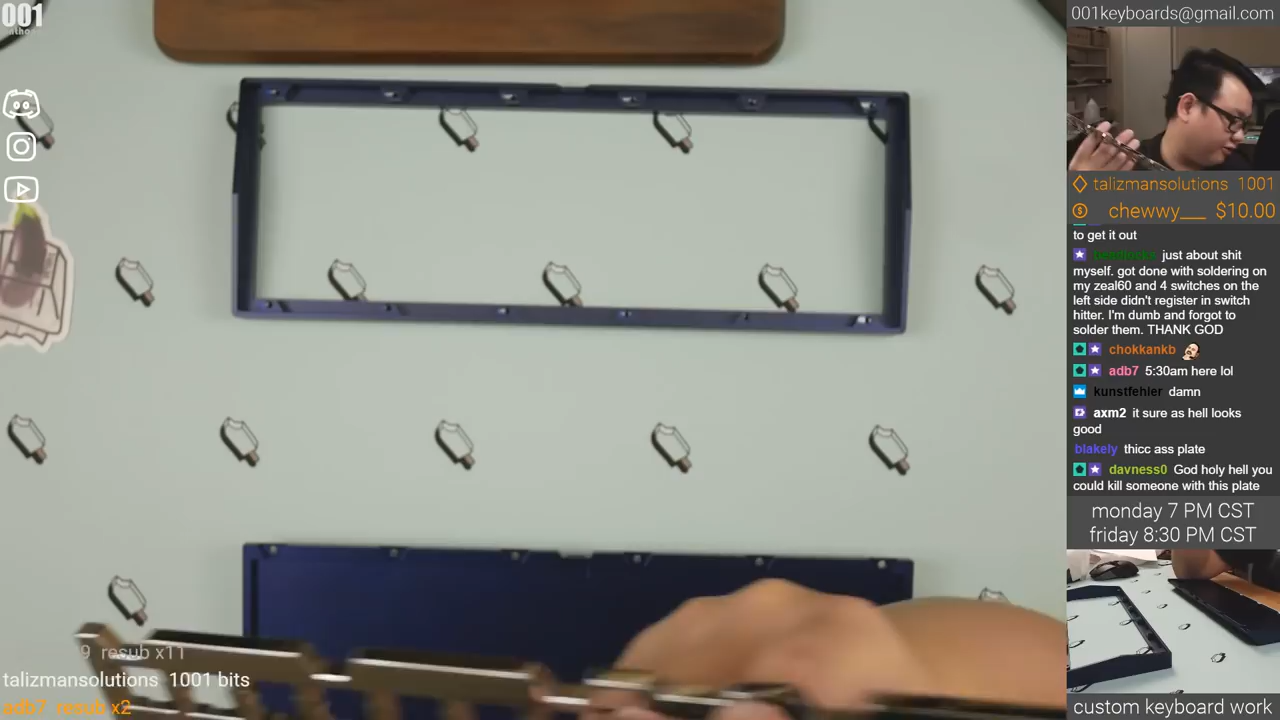 001
001keyboards@gmail.com
talizmansolutions 1001
chewwy___ $10.00
to get it out
just about shit
myself. got done with soldering on
my zeal60 and 4 switches on the
left side didn't register in switch
hitter. I'm dumb and forgot to
solder them. THANK GOD
chokkankb
adb7 5:30am here lol
kunstfehler damn
axm2 it sure as hell looks
good
blakely thicc ass plate
davness0 God holy hell you
could kill someone with this plate
monday 7 PM CST
friday 8:30 PM CST
9 resub x11
talizmansolutions 1001 bits
adb7 resub x2
custom keyboard work